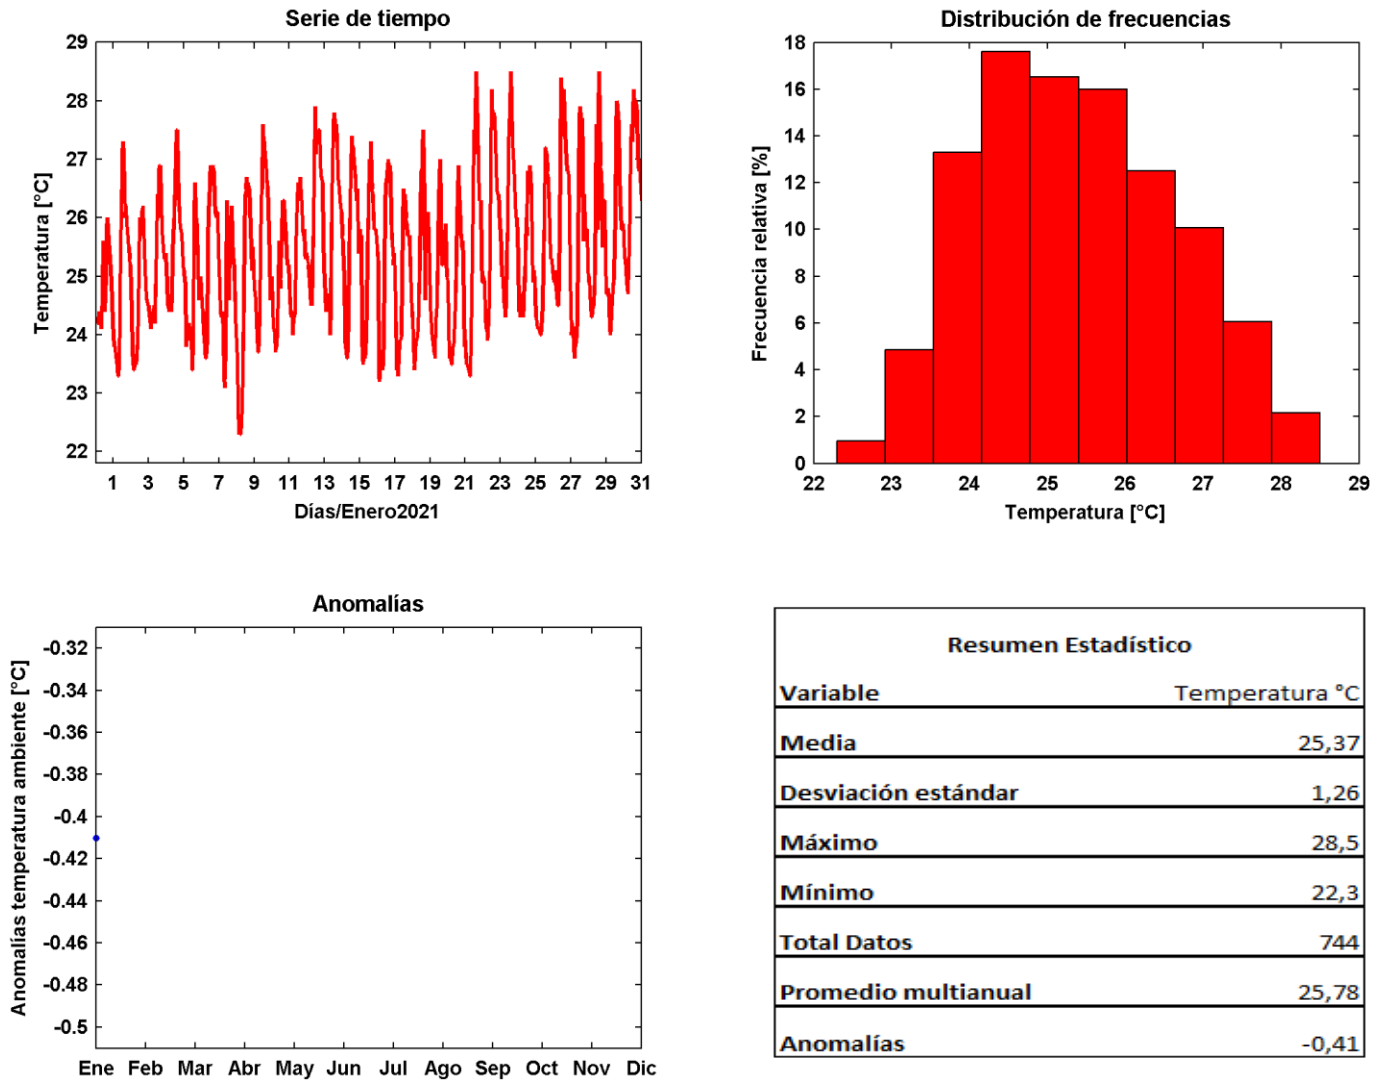 Serie de tiempo
29
28
27
26
25
24
23
22
Temperatura [°C]
1 3 5 7 9 11 13 15 17 19 21 23 25 27 29 31
Días/Enero2021
Distribución de frecuencias
18
16
14
12
10
8
6
4
2
0
Frecuencia relativa [%]
22 23 24 25 26 27 28 29
Temperatura [°C]
Anomalías
-0.32
-0.34
-0.36
-0.38
-0.4
-0.42
-0.44
-0.46
-0.48
-0.5
Anomalías temperatura ambiente [°C]
Ene Feb Mar Abr May Jun Jul Ago Sep Oct Nov Dic
Resumen Estadístico
Variable Temperatura °C
Media 25,37
Desviación estándar 1,26
Máximo 28,5
Mínimo 22,3
Total Datos 744
Promedio multianual 25,78
Anomalías -0,41